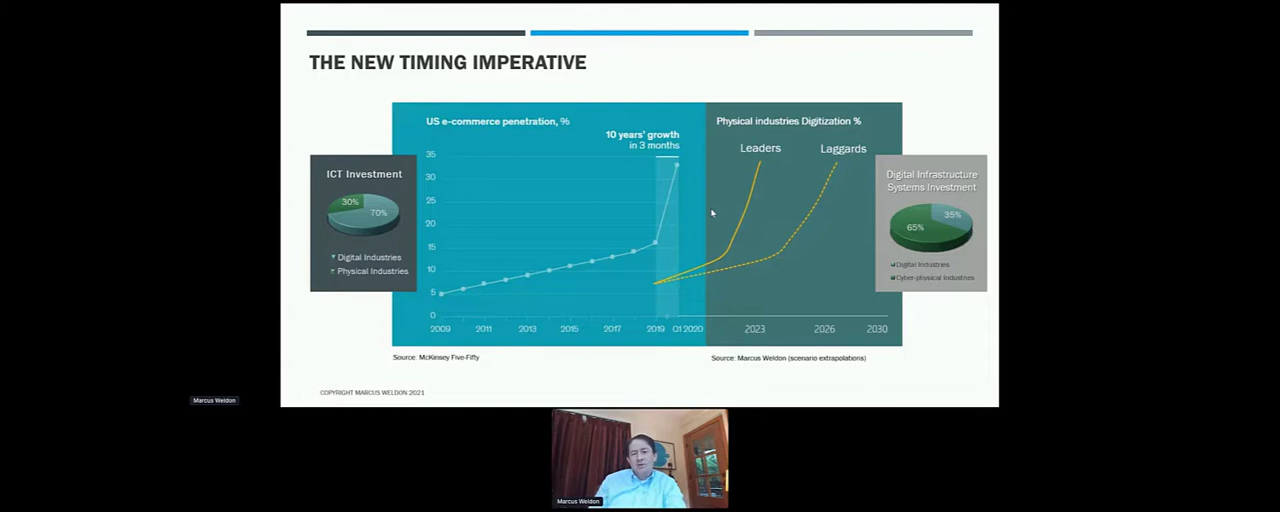 THE NEW TIMING IMPERATIVE
US e-commerce penetration, %
10 years' growth
in 3 months
35
30
25
20
15
10
5
0
2009
2011
2013
2015
2017
2019
Q1 2020
Physical industries Digitization %
Leaders
Laggards
2023
2026
2030
ICT Investment
30%
70%
Digital Industries
Physical Industries
Digital Infrastructure
Systems Investment
35%
65%
Digital Industries
Cyber-physical Industries
Source: McKinsey Five-Fifty
Source: Marcus Weldon (scenario extrapolations)
COPYRIGHT MARCUS WELDON 2021
Marcus Weldon
Marcus Weldon